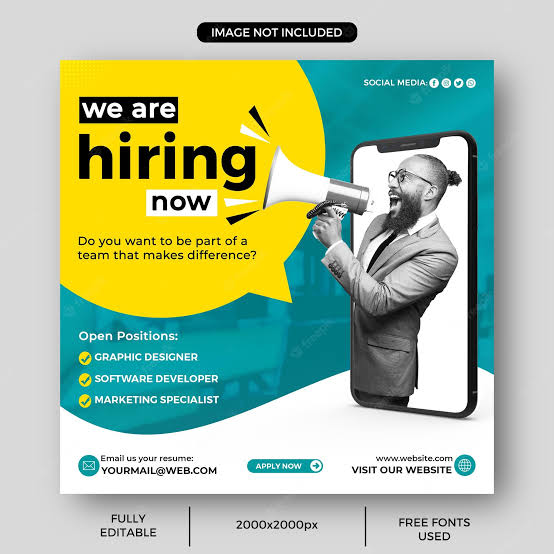 IMAGE NOT INCLUDED
SOCIAL MEDIA:
we are
hiring
now
Do you want to be part of a
team that makes difference?
Open Positions:
GRAPHIC DESIGNER
SOFTWARE DEVELOPER
MARKETING SPECIALIST
Email us your resume:
YOURMAIL@WEB.COM
APPLY NOW
www.website.com
VISIT OUR WEBSITE
FULLY
EDITABLE
2000x2000px
FREE FONTS
USED